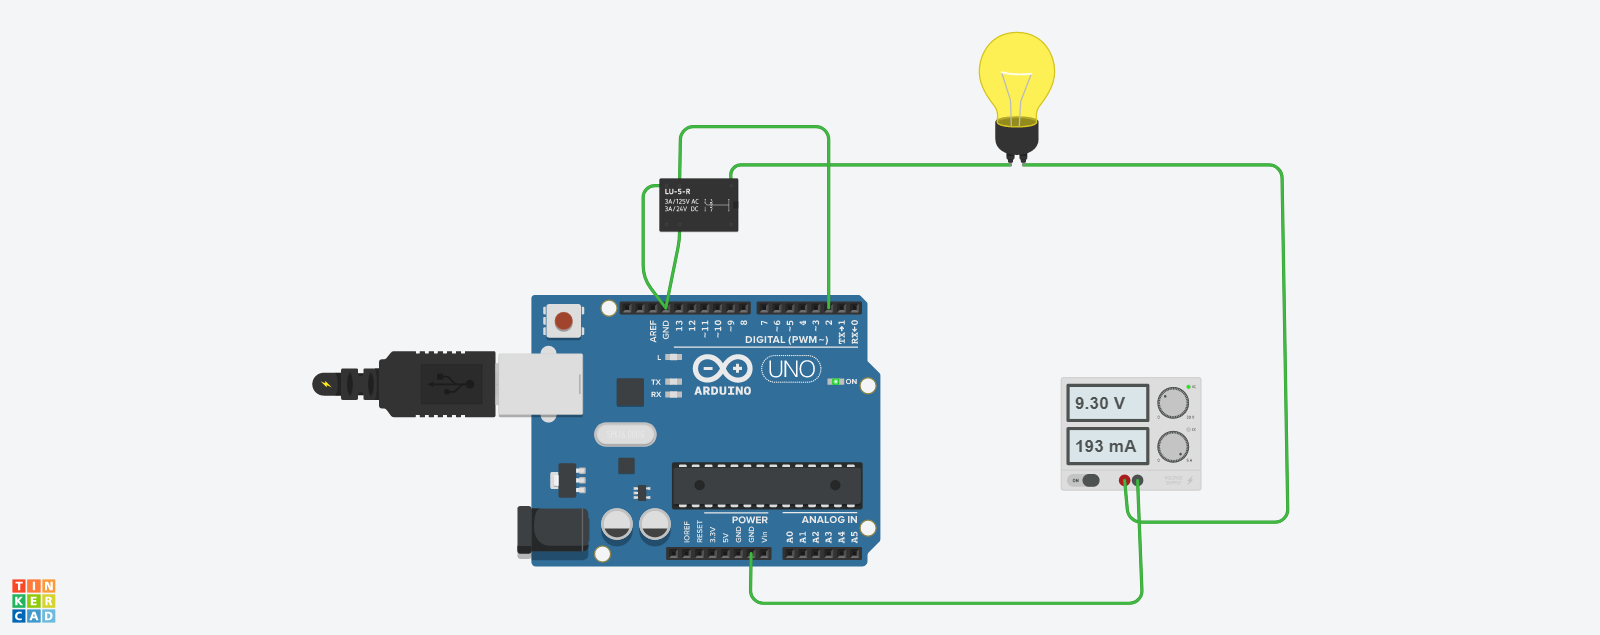 LU-5-R
3A/125V AC
3A/24V DC
AREF
GND
13
12
~11
~10
~9
8
7
~6
~5
4
~3
2
TX→1
RX←0
DIGITAL (PWM~)
L
TX
RX
ARDUINO
UNO
ON
9.30 V
193 mA
ON
POWER
ANALOG IN
IOREF
RESET
3.3V
5V
GND
GND
Vin
A0
A1
A2
A3
A4
A5
TIN
KER
CAD